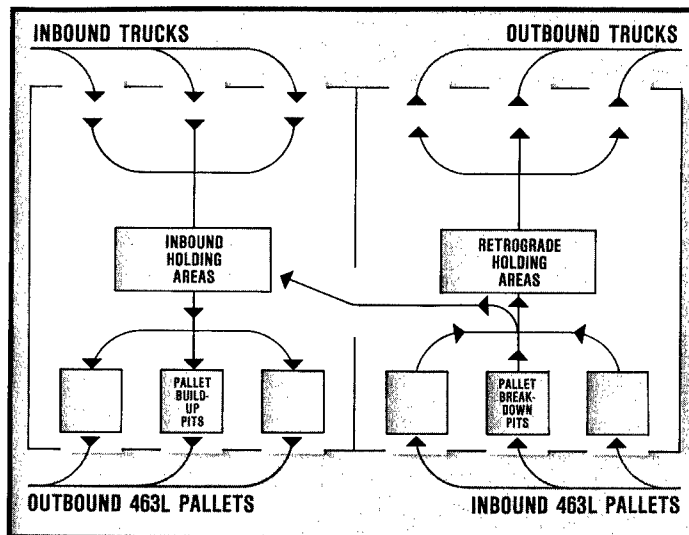 INBOUND TRUCKS
OUTBOUND TRUCKS
INBOUND
HOLDING
AREAS
RETROGRADE
HOLDING
AREAS
PALLET
BUILD-
UP
PITS
PALLET
BREAK-
DOWN
PITS
OUTBOUND 463L PALLETS
INBOUND 463L PALLETS